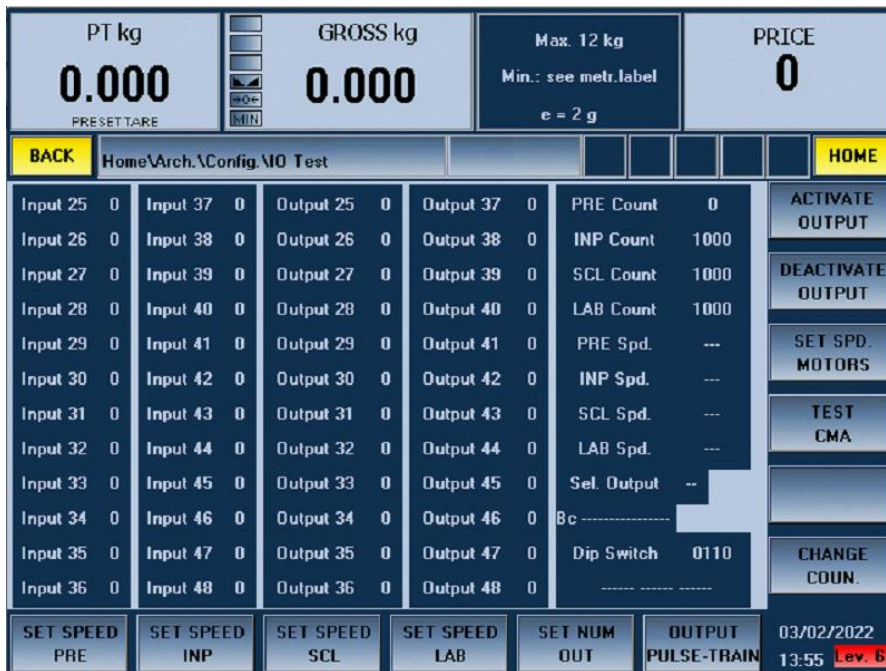 PT kg
0.000
PRESET TARE
→0←
MIN
GROSS kg
0.000
Max. 12 kg
Min.: see metr.label
e = 2 g
PRICE
0
BACK
Home\Arch.\Config.\IO Test
HOME
Input 25 0 Input 37 0 Output 25 0 Output 37 0 PRE Count 0
Input 26 0 Input 38 0 Output 26 0 Output 38 0 INP Count 1000
Input 27 0 Input 39 0 Output 27 0 Output 39 0 SCL Count 1000
Input 28 0 Input 40 0 Output 28 0 Output 40 0 LAB Count 1000
Input 29 0 Input 41 0 Output 29 0 Output 41 0 PRE Spd. ---
Input 30 0 Input 42 0 Output 30 0 Output 42 0 INP Spd. ---
Input 31 0 Input 43 0 Output 31 0 Output 43 0 SCL Spd. ---
Input 32 0 Input 44 0 Output 32 0 Output 44 0 LAB Spd. ---
Input 33 0 Input 45 0 Output 33 0 Output 45 0 Sel. Output --
Input 34 0 Input 46 0 Output 34 0 Output 46 0 Bc ----------------
Input 35 0 Input 47 0 Output 35 0 Output 47 0 Dip Switch 0110
Input 36 0 Input 48 0 Output 36 0 Output 48 0 ------ ------ ------
ACTIVATE
OUTPUT
DEACTIVATE
OUTPUT
SET SPD.
MOTORS
TEST
CMA
CHANGE
COUN.
SET SPEED
PRE
SET SPEED
INP
SET SPEED
SCL
SET SPEED
LAB
SET NUM
OUT
OUTPUT
PULSE-TRAIN
03/02/2022
13:55 Lev. 6